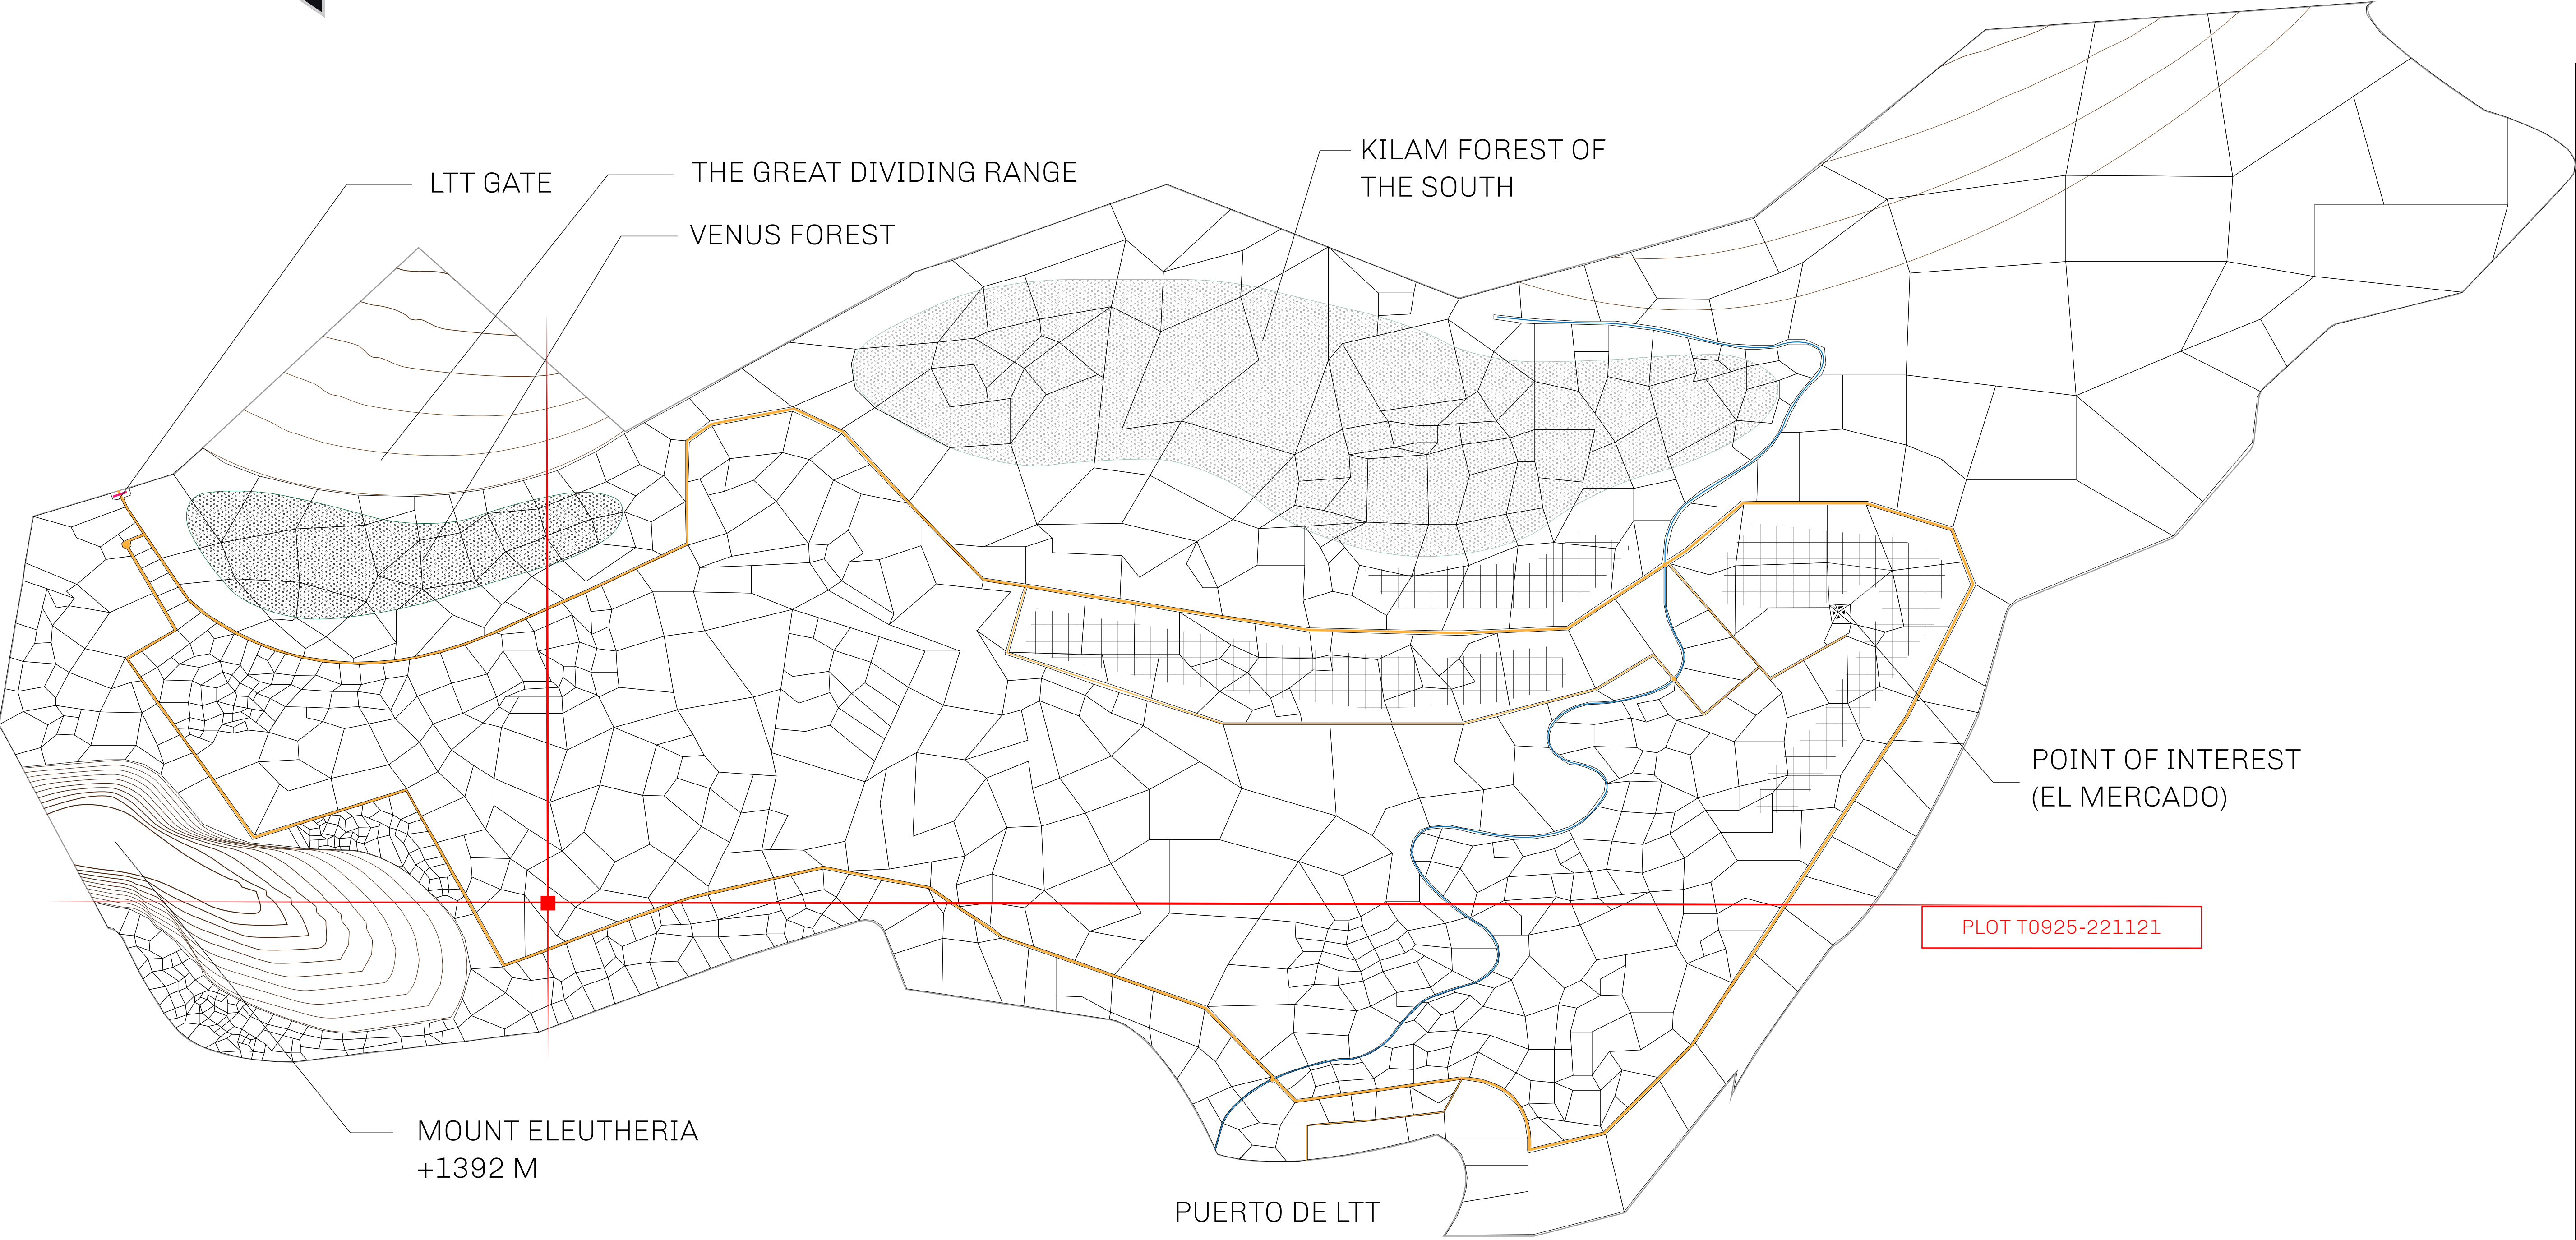 KILAM FOREST OF
THE SOUTH
LTT GATE
THE GREAT DIVIDING RANGE
VENUS FOREST
POINT OF INTEREST
(EL MERCADO)
PLOT T0925-221121
MOUNT ELEUTHERIA
+1392 M
PUERTO DE LTT